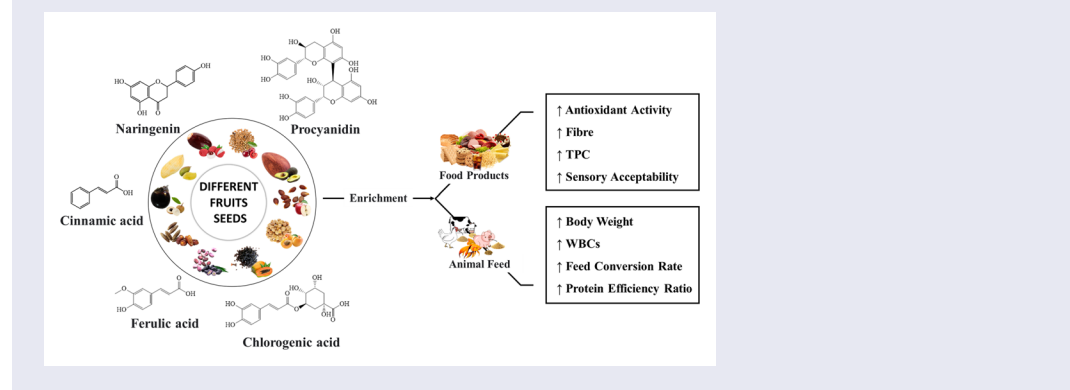 Naringenin
Procyanidin
Cinnamic acid
Ferulic acid
Chlorogenic acid
DIFFERENT
FRUITS
SEEDS
Enrichment
Food Products
Animal Feed
↑ Antioxidant Activity
↑ Fibre
↑ TPC
↑ Sensory Acceptability
↑ Body Weight
↑ WBCs
↑ Feed Conversion Rate
↑ Protein Efficiency Ratio